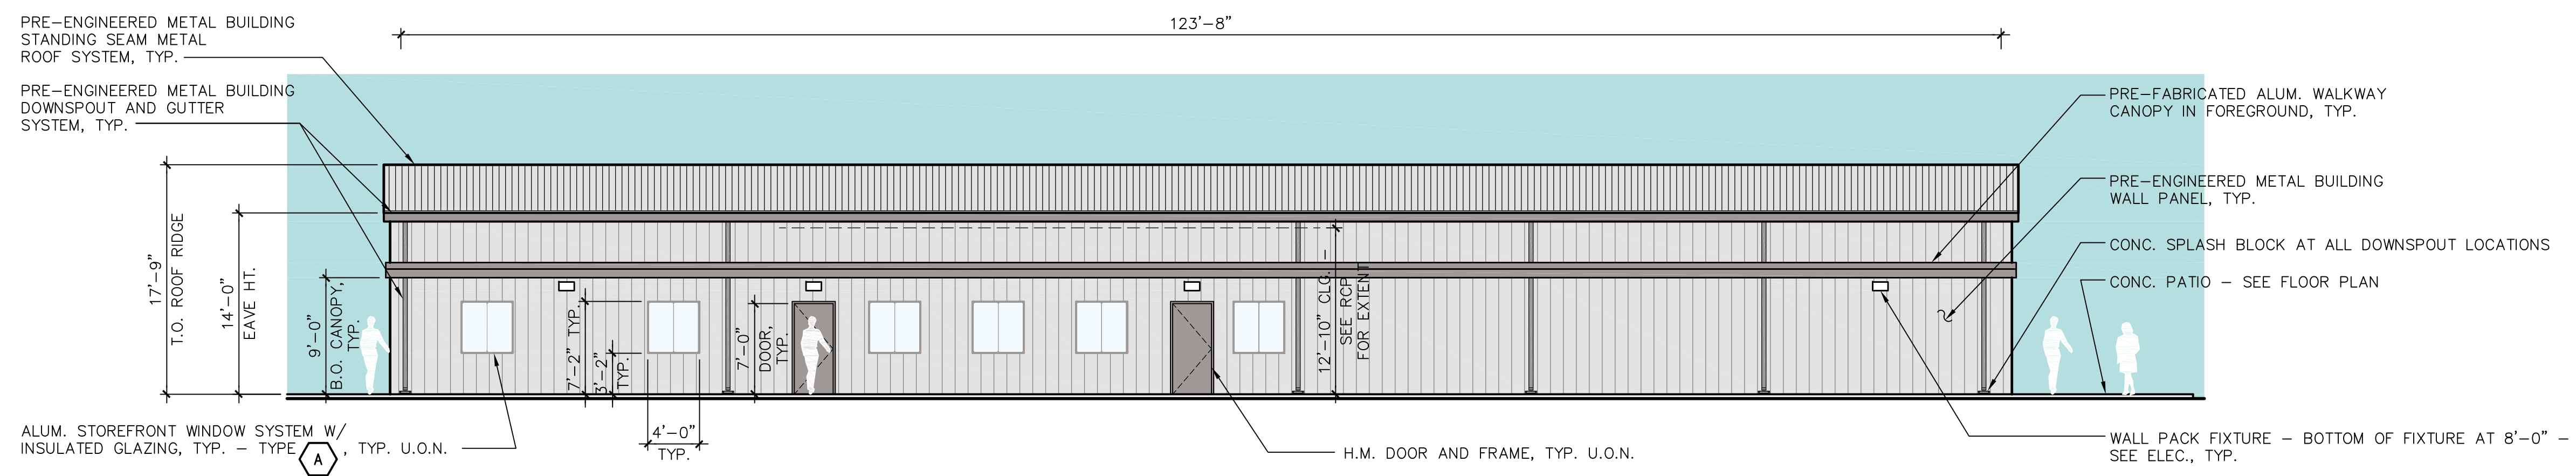 PRE-ENGINEERED METAL BUILDING
STANDING SEAM METAL
ROOF SYSTEM, TYP.
PRE-ENGINEERED METAL BUILDING
DOWNSPOUT AND GUTTER
SYSTEM, TYP.
123'-8"
PRE-FABRICATED ALUM. WALKWAY
CANOPY IN FOREGROUND, TYP.
PRE-ENGINEERED METAL BUILDING
WALL PANEL, TYP.
CONC. SPLASH BLOCK AT ALL DOWNSPOUT LOCATIONS
CONC. PATIO - SEE FLOOR PLAN
17'-9"
T.O. ROOF RIDGE
14'-0"
EAVE HT.
9'-0"
B.O. CANOPY,
TYP.
7'-2" TYP.
3'-2"
TYP.
4'-0"
TYP.
7'-0"
DOOR,
TYP.
12'-10" CLG. -
SEE RCP
FOR EXTENT
ALUM. STOREFRONT WINDOW SYSTEM W/
INSULATED GLAZING, TYP. - TYPE A , TYP. U.O.N.
H.M. DOOR AND FRAME, TYP. U.O.N.
WALL PACK FIXTURE - BOTTOM OF FIXTURE AT 8'-0" -
SEE ELEC., TYP.